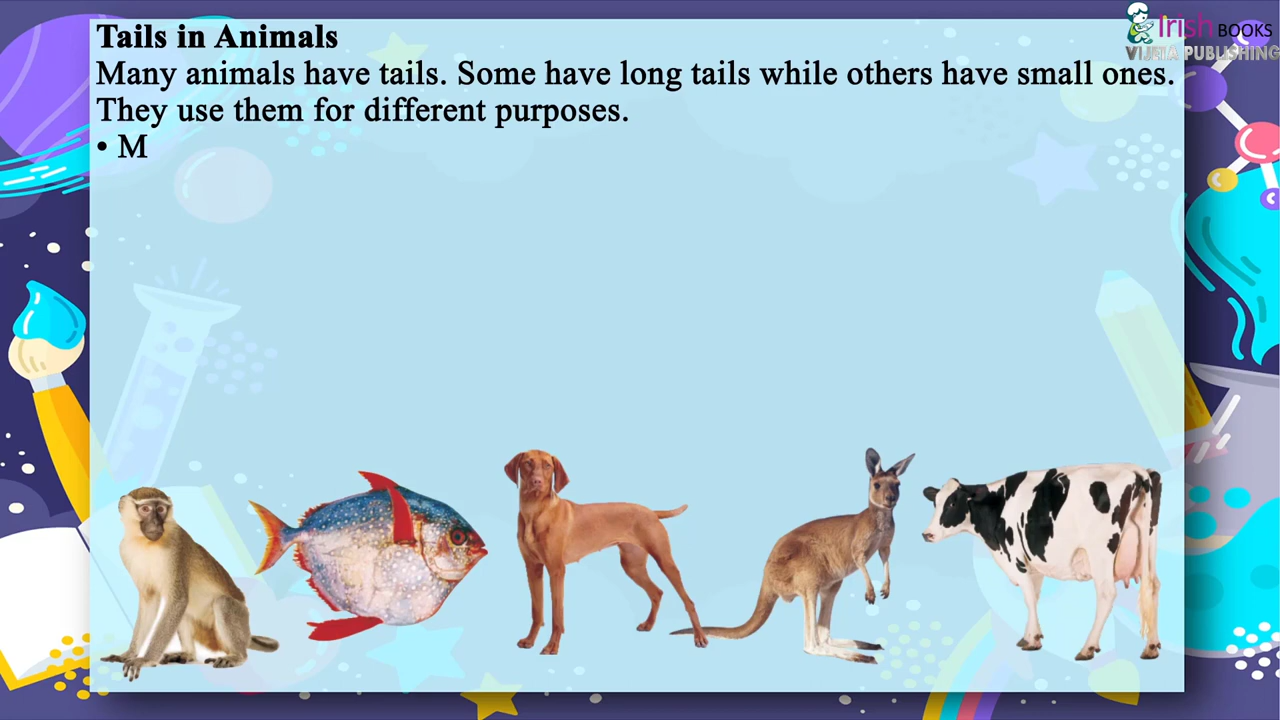 Tails in Animals
Many animals have tails. Some have long tails while others have small ones.
They use them for different purposes.
• M
Irish BOOKS
VIJETA PUBLISHING